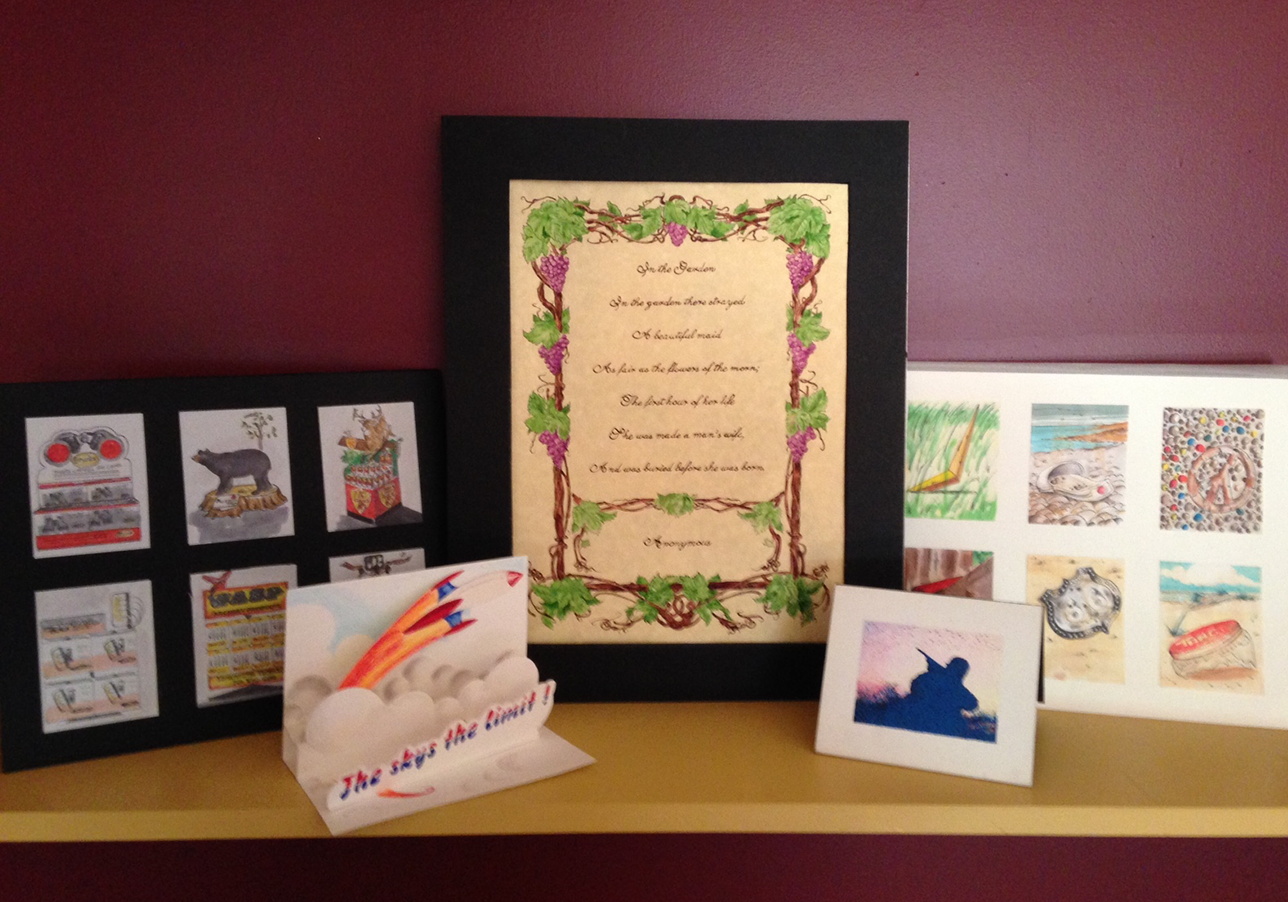 In the Garden
In the garden there strayed
A beautiful maid
As fair as the flowers of the morn;
The first hour of her life
She was made a man's wife,
And was buried before she was born.
Anonymous
The skys the limit!